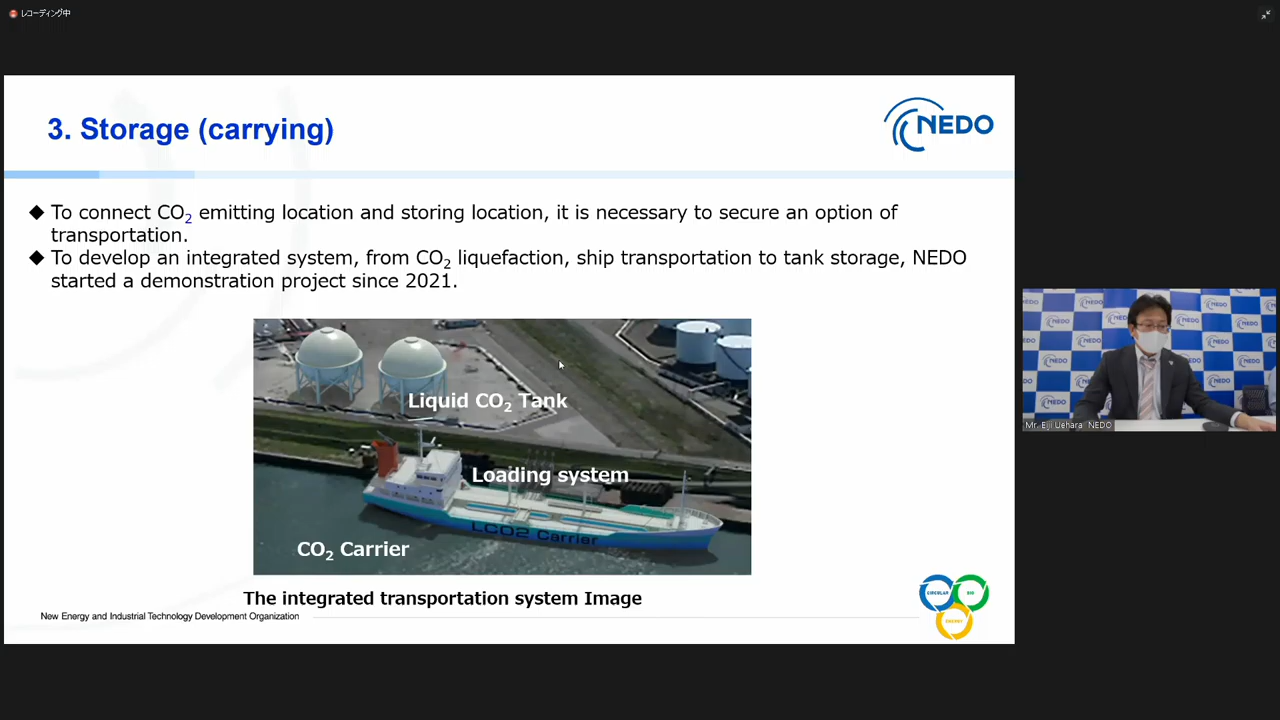 レコーディング中
3. Storage (carrying)
NEDO
◆ To connect CO2 emitting location and storing location, it is necessary to secure an option of
transportation.
◆ To develop an integrated system, from CO2 liquefaction, ship transportation to tank storage, NEDO
started a demonstration project since 2021.
Liquid CO2 Tank
Loading system
LCO2 Carrier
CO2 Carrier
The integrated transportation system Image
New Energy and Industrial Technology Development Organization
CIRCULAR
BIO
ENERGY
NEDO
Mr. Eiji Uehara NEDO